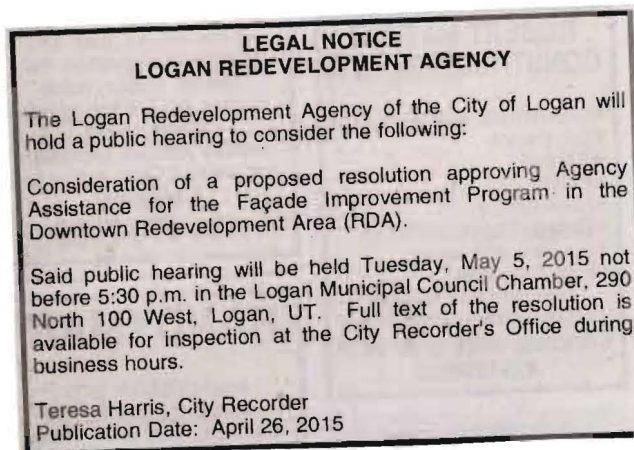 LEGAL NOTICE
LOGAN REDEVELOPMENT AGENCY
The Logan Redevelopment Agency of the City of Logan will
hold a public hearing to consider the following:
Consideration of a proposed resolution approving Agency
Assistance for the Façade Improvement Program in the
Downtown Redevelopment Area (RDA).
Said public hearing will be held Tuesday, May 5, 2015 not
before 5:30 p.m. in the Logan Municipal Council Chamber, 290
North 100 West, Logan, UT. Full text of the resolution is
available for inspection at the City Recorder's Office during
business hours.
Teresa Harris, City Recorder
Publication Date: April 26, 2015